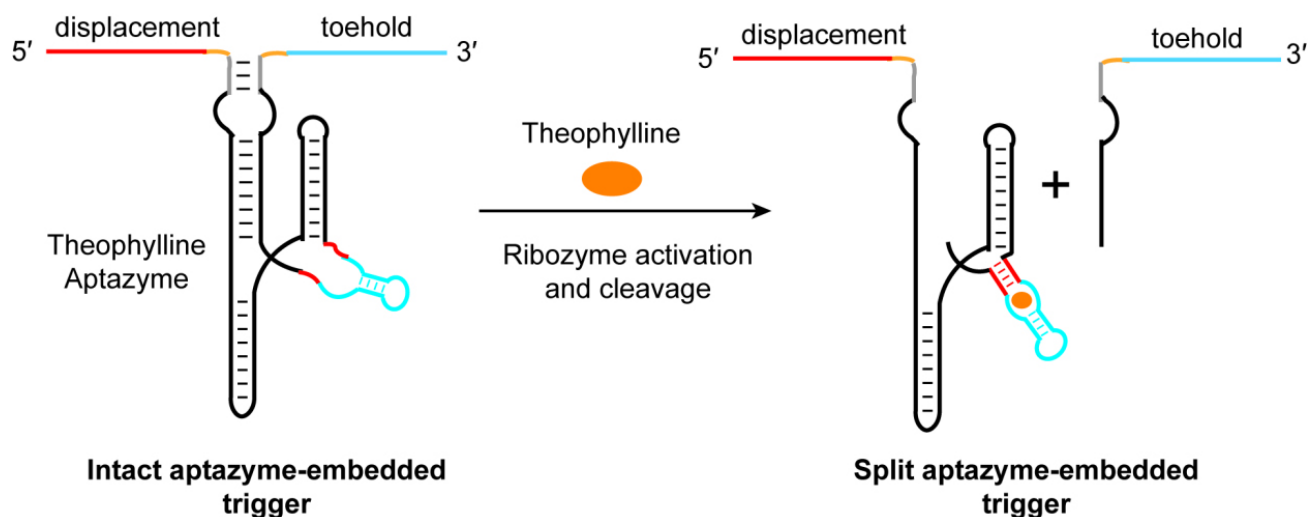 displacement
toehold
5′
3′
Theophylline
Aptazyme
Intact aptazyme-embedded
trigger
Theophylline
Ribozyme activation
and cleavage
displacement
toehold
5′
3′
+
Split aptazyme-embedded
trigger